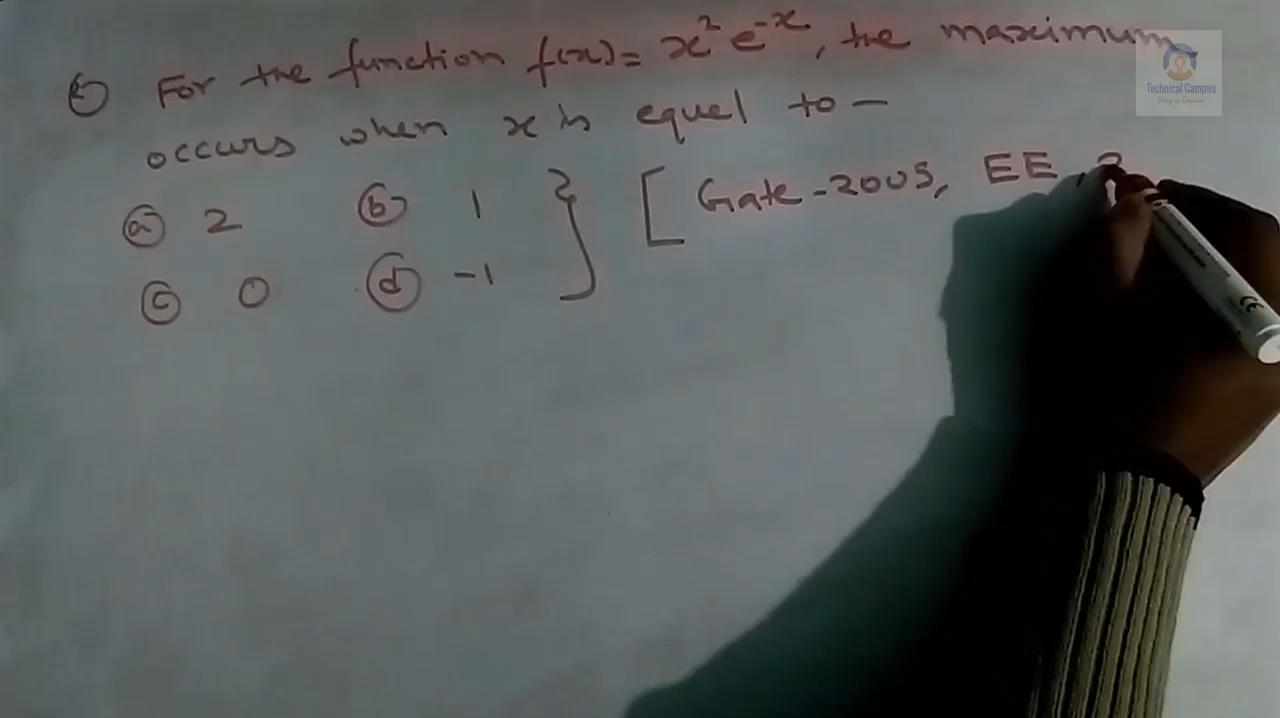 For the function f(x) = x² e^-x, the maximum
occurs when x is equal to —
(a) 2 (b) 1 } [ Gate - 2005, EE, 2
(c) 0 (d) -1
Technical Campus